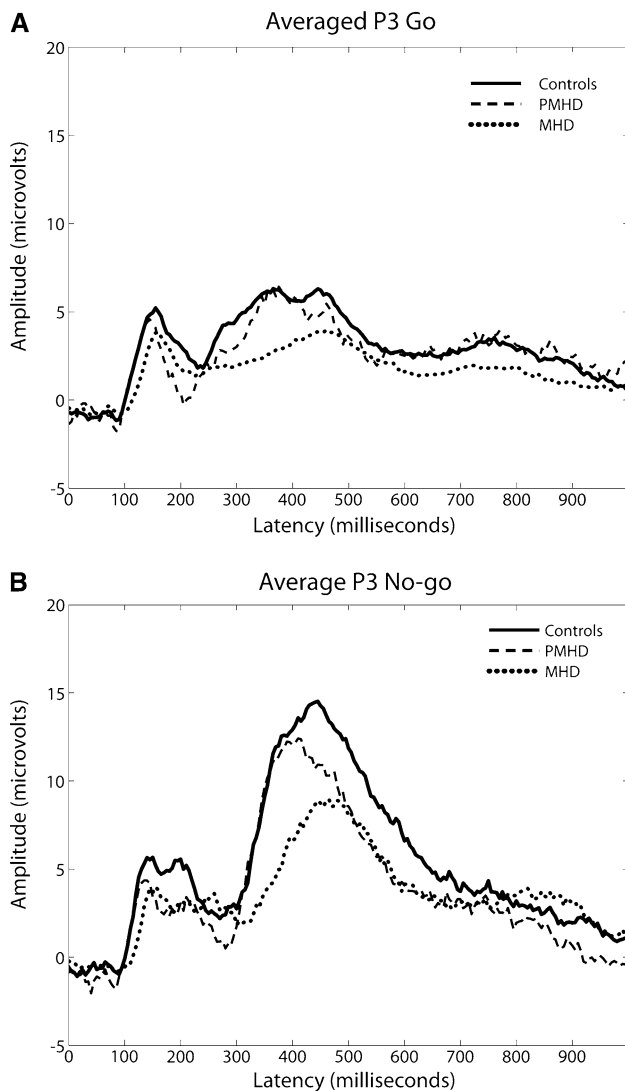 A
Averaged P3 Go
20
15
10
5
0
-5
Amplitude (microvolts)
Controls
PMHD
MHD
0 100 200 300 400 500 600 700 800 900
Latency (milliseconds)
B
Average P3 No-go
20
15
10
5
0
-5
Amplitude (microvolts)
Controls
PMHD
MHD
0 100 200 300 400 500 600 700 800 900
Latency (milliseconds)